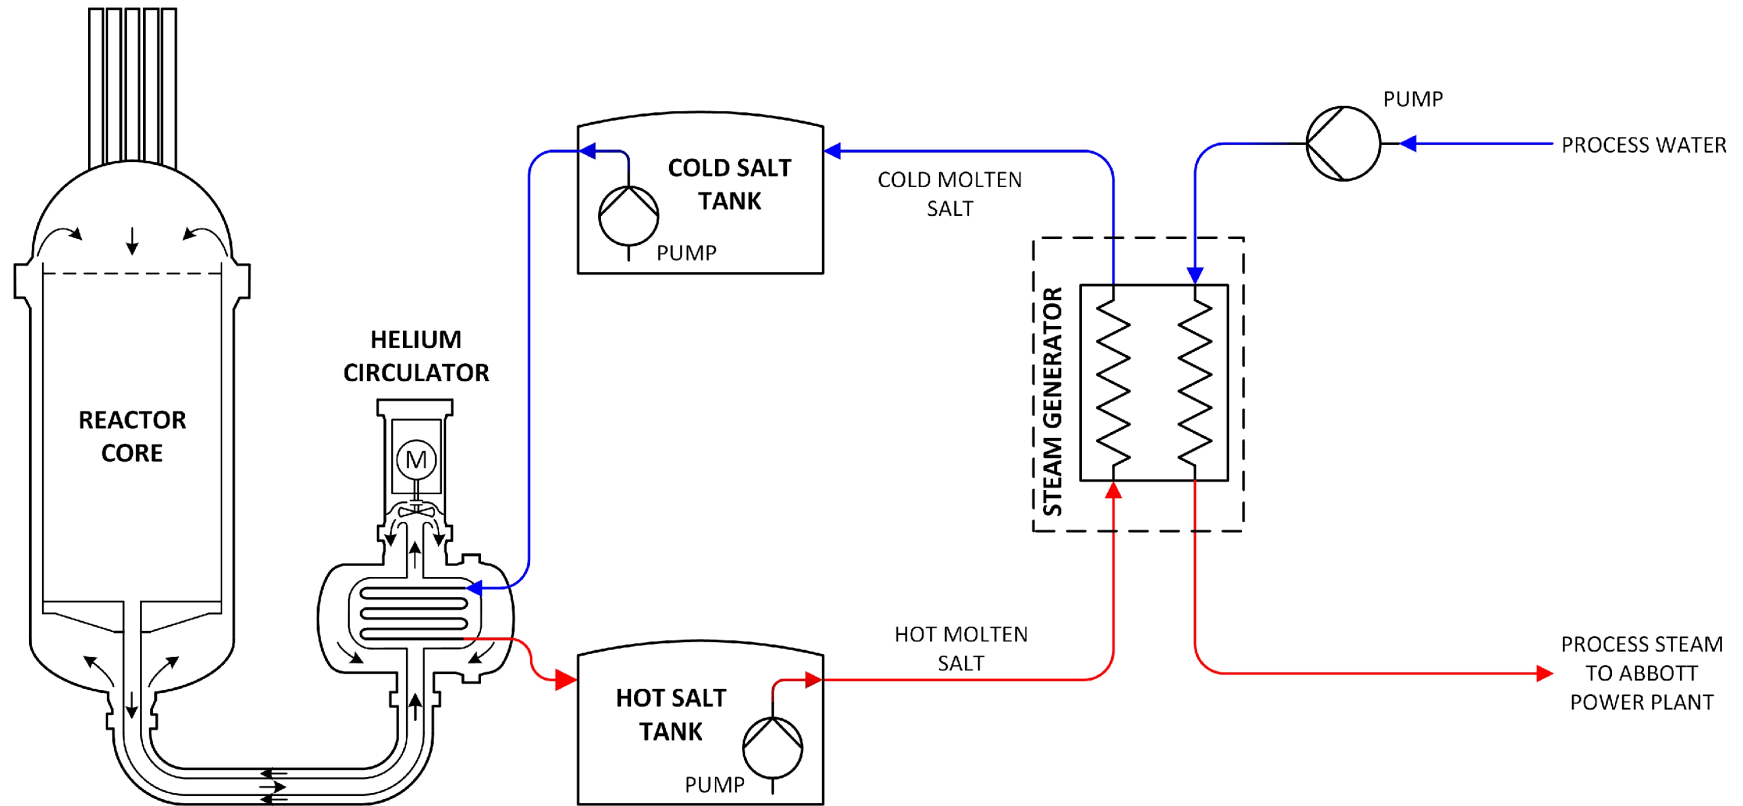 PUMP
PROCESS WATER
COLD SALT
TANK
PUMP
COLD MOLTEN
SALT
HELIUM
CIRCULATOR
M
REACTOR
CORE
STEAM GENERATOR
HOT MOLTEN
SALT
HOT SALT
TANK
PUMP
PROCESS STEAM
TO ABBOTT
POWER PLANT